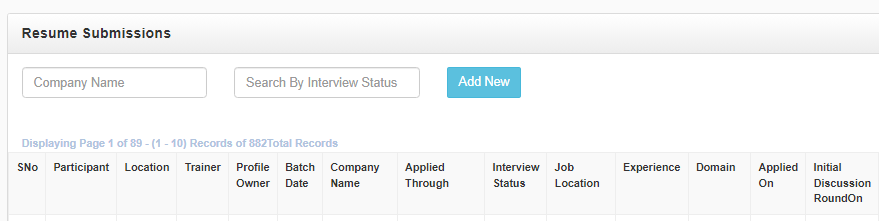 Resume Submissions
Company Name Search By Interview Status Add New
Displaying Page 1 of 89 - (1 - 10) Records of 882Total Records
SNo Participant Location Trainer Profile Owner Batch Date Company Name Applied Through Interview Status Job Location Experience Domain Applied On Initial Discussion RoundOn